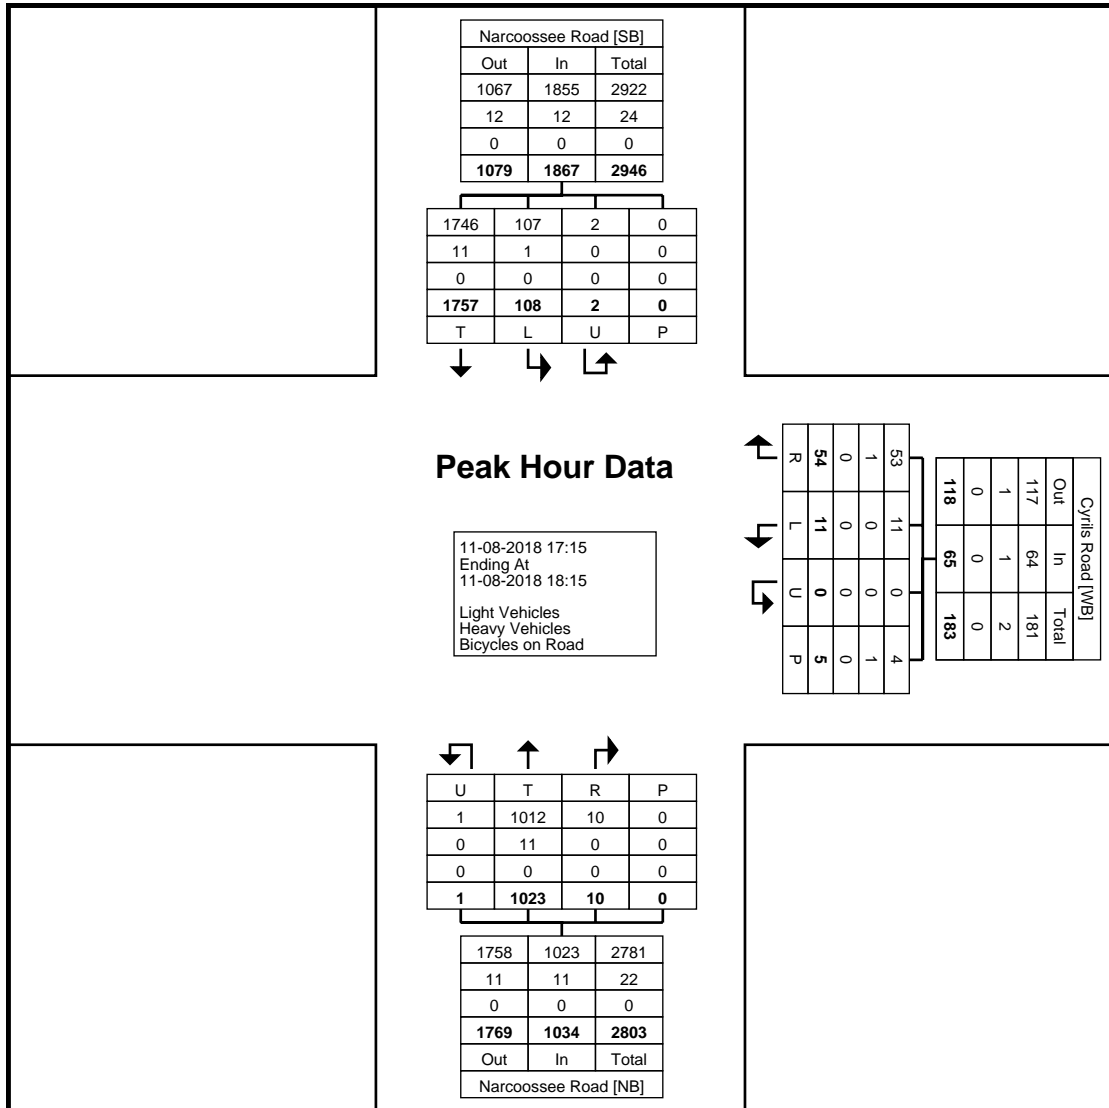 Narcoossee Road [SB]
Out In Total
1067 1855 2922
12 12 24
0 0 0
1079 1867 2946
1746 107 2 0
11 1 0 0
0 0 0 0
1757 108 2 0
T L U P
Peak Hour Data
11-08-2018 17:15
Ending At
11-08-2018 18:15
Light Vehicles
Heavy Vehicles
Bicycles on Road
Cyrils Road [WB]
Out In Total
117 64 181
1 1 2
0 0 0
118 65 183
53 11 0 4
1 0 0 1
0 0 0 0
54 11 0 5
R L U P
U T R P
1 1012 10 0
0 11 0 0
0 0 0 0
1 1023 10 0
1758 1023 2781
11 11 22
0 0 0
1769 1034 2803
Out In Total
Narcoossee Road [NB]